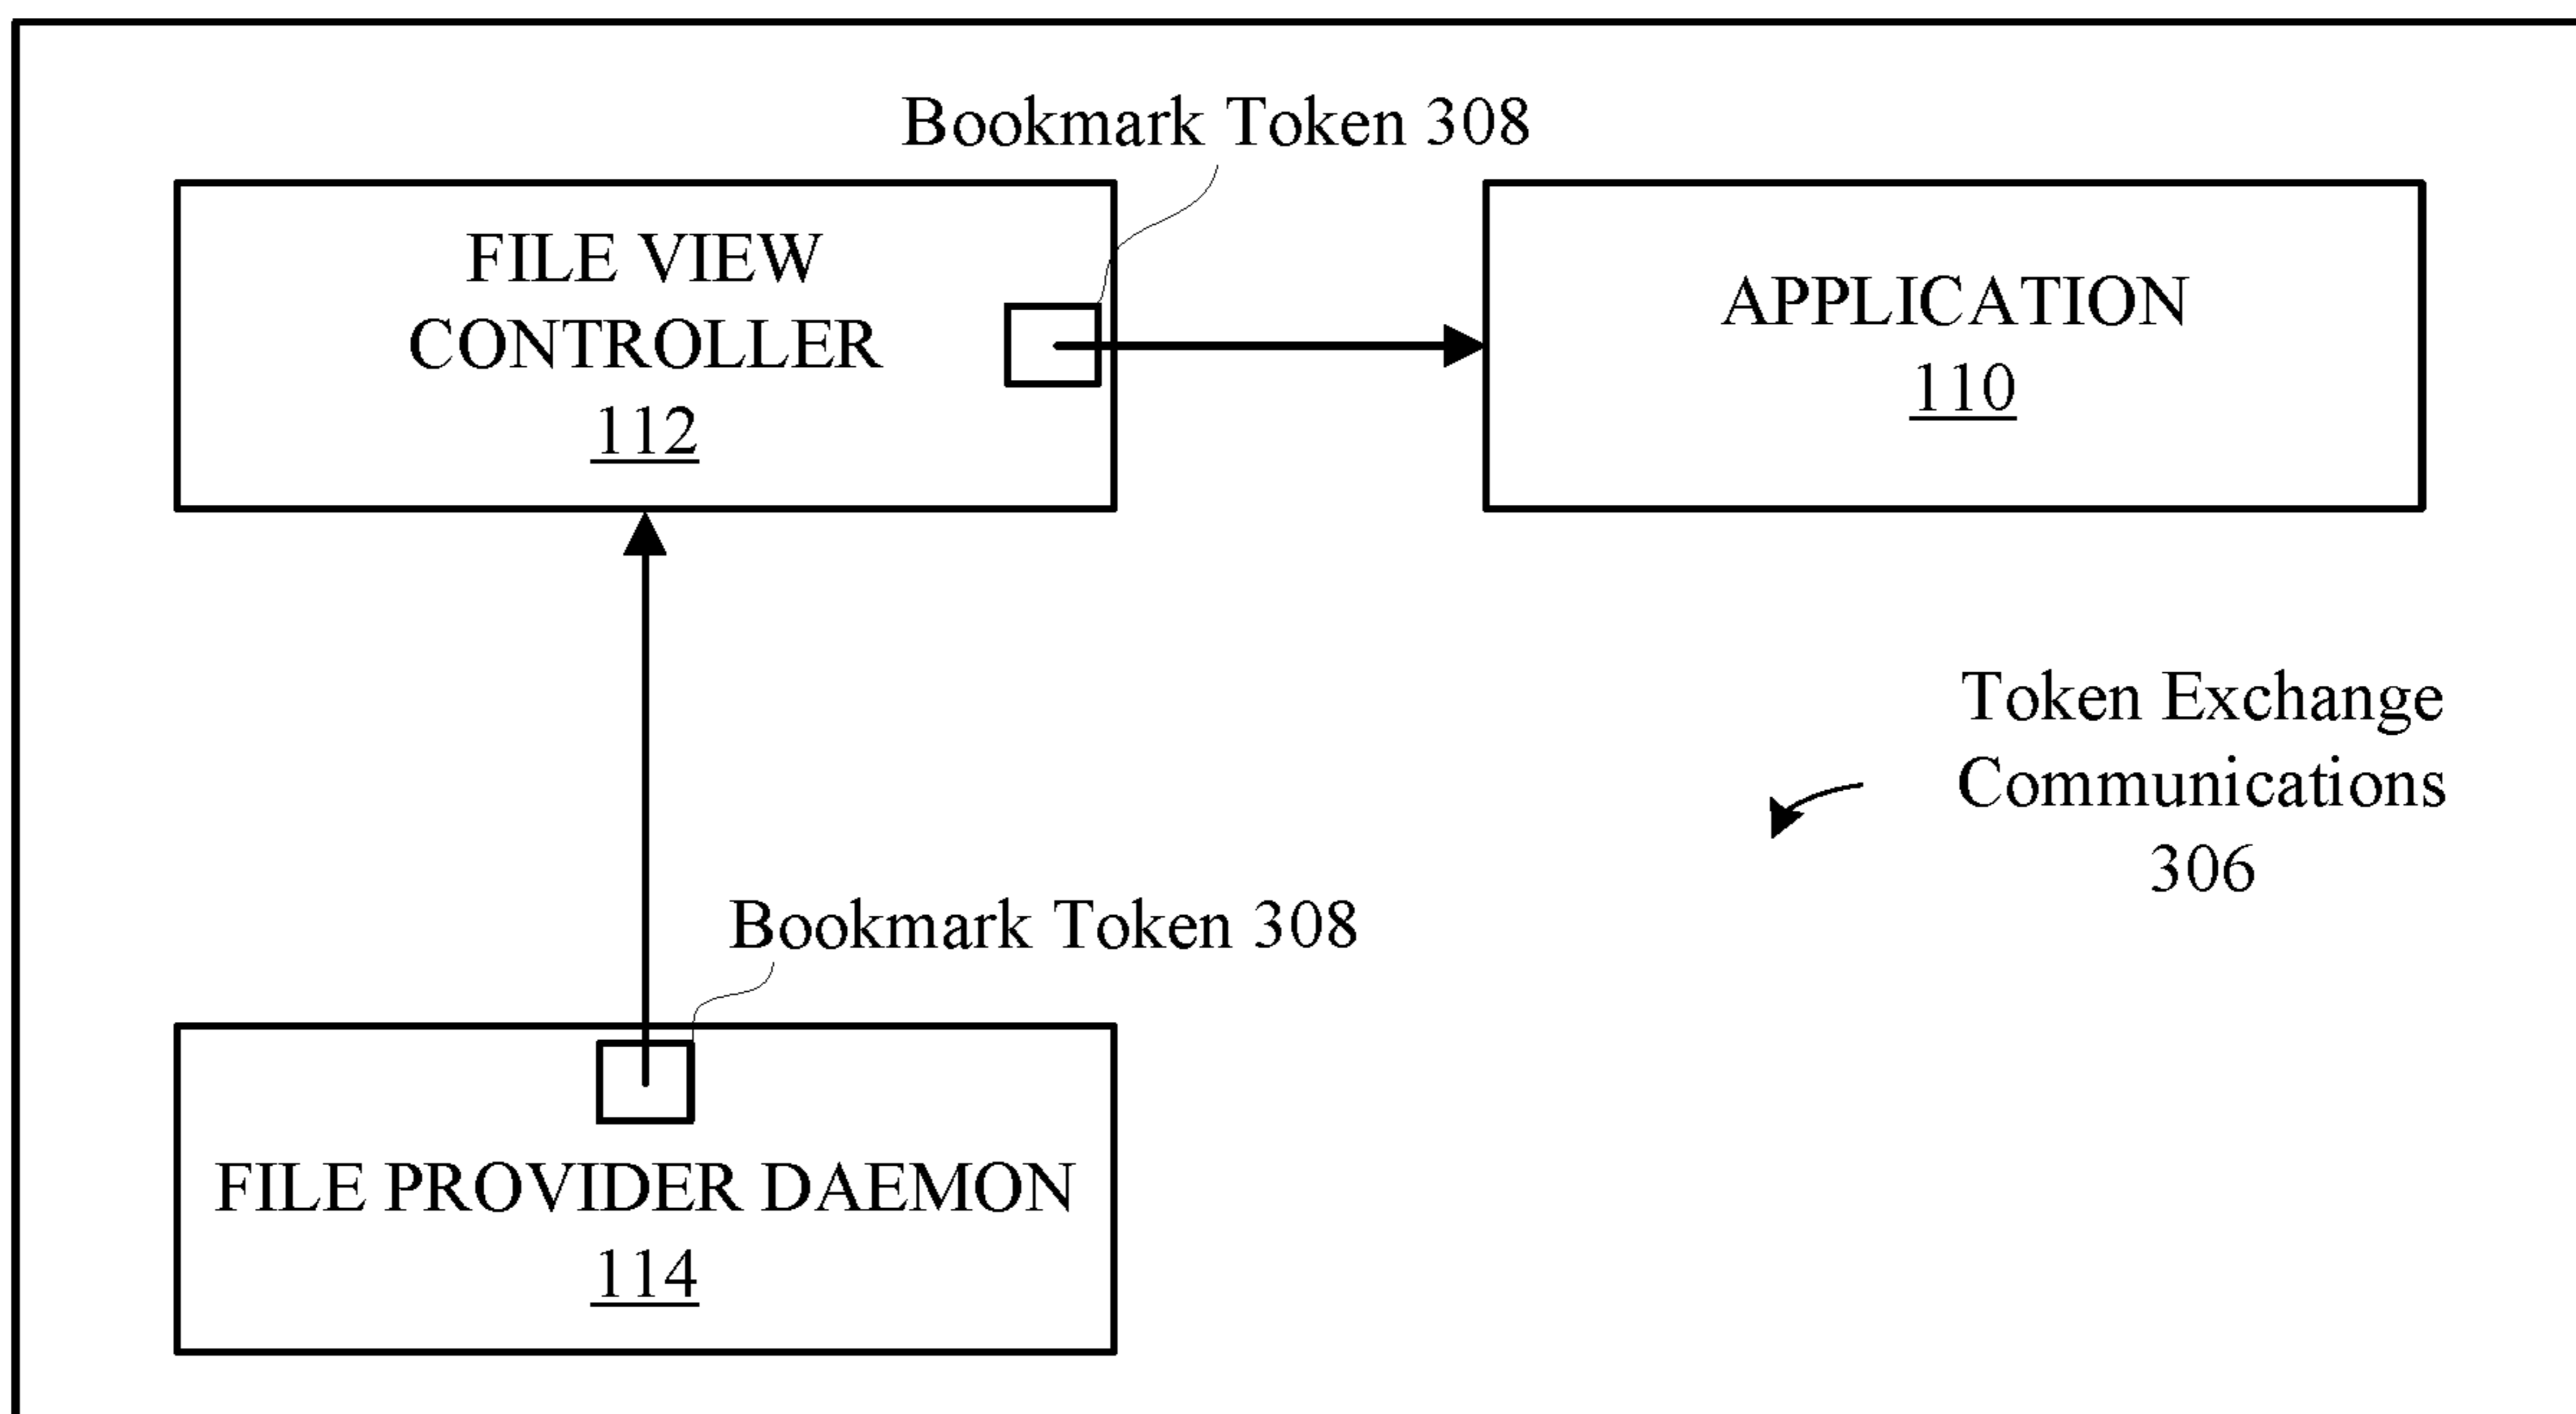 Bookmark Token 308
FILE VIEW
CONTROLLER
112
APPLICATION
110
Token Exchange
Communications
306
Bookmark Token 308
FILE PROVIDER DAEMON
114